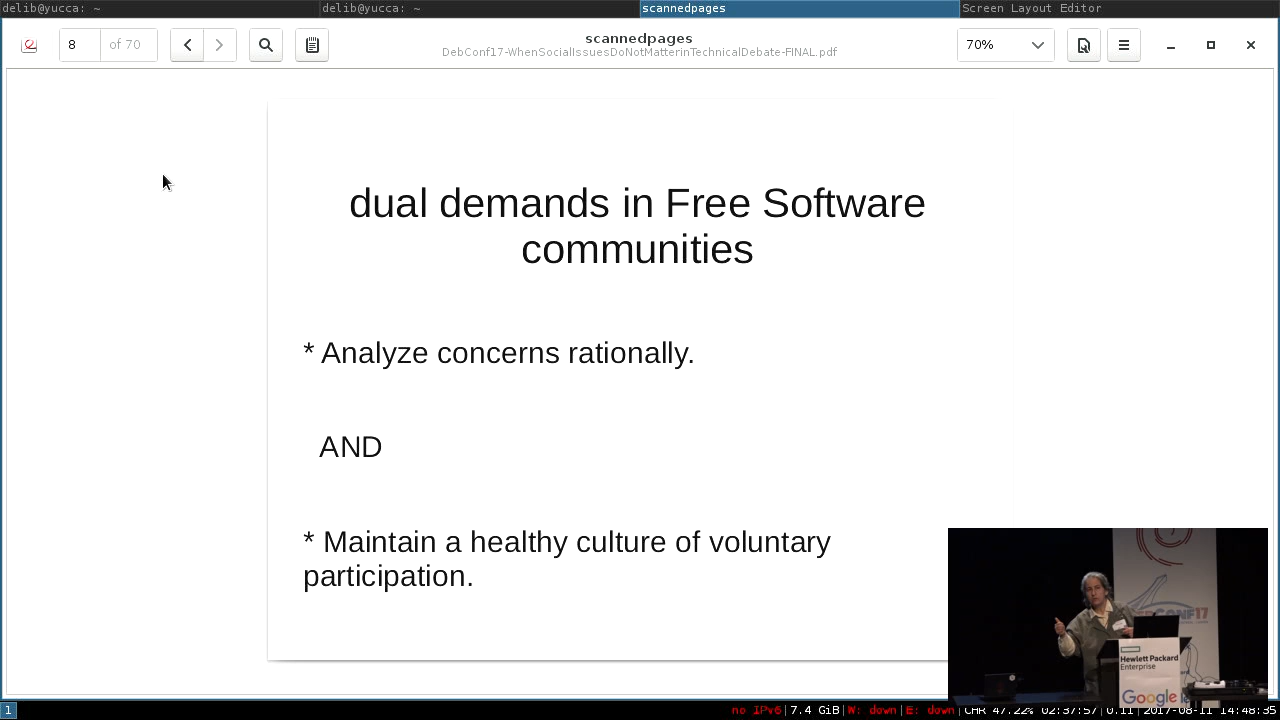 delib@yucca: ~
delib@yucca: ~
scannedpages
Screen Layout Editor
8
of 70
scannedpages
DebConf17-WhenSocialIssuesDoNotMatterinTechnicalDebate-FINAL.pdf
70%
dual demands in Free Software
communities
* Analyze concerns rationally.
AND
* Maintain a healthy culture of voluntary
participation.
CONF17
Hewlett Packard
Enterprise
Google
1
no IPv6|7.4 GiB|W: down|E: down|CHR 47.22% 02:37:57|0.11|2017-08-11 14:48:35